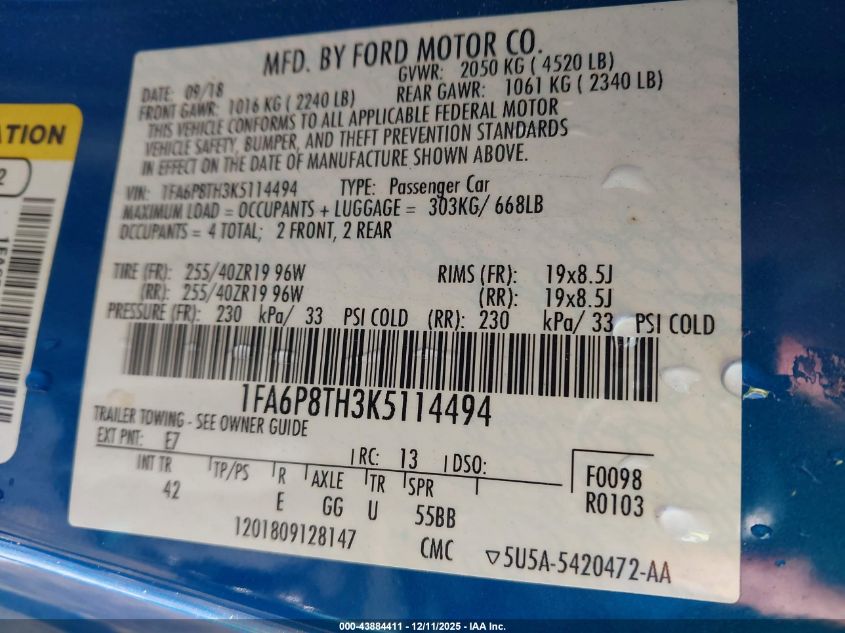 MFD. BY FORD MOTOR CO.
DATE: 09/18 GVWR: 2050 KG ( 4520 LB)
FRONT GAWR: 1016 KG ( 2240 LB) REAR GAWR: 1061 KG ( 2340 LB)
THIS VEHICLE CONFORMS TO ALL APPLICABLE FEDERAL MOTOR
VEHICLE SAFETY, BUMPER, AND THEFT PREVENTION STANDARDS
IN EFFECT ON THE DATE OF MANUFACTURE SHOWN ABOVE.
VIN: 1FA6P8TH3K5114494 TYPE: Passenger Car
MAXIMUM LOAD = OCCUPANTS + LUGGAGE = 303KG/ 668LB
OCCUPANTS = 4 TOTAL; 2 FRONT, 2 REAR
TIRE (FR): 255/40ZR19 96W RIMS (FR): 19x8.5J
(RR): 255/40ZR19 96W (RR): 19x8.5J
PRESSURE (FR): 230 kPa/ 33 PSI COLD (RR): 230 kPa/ 33 PSI COLD
1FA6P8TH3K5114494
TRAILER TOWING - SEE OWNER GUIDE
EXT PNT: E7 RC: 13 DSO:
INT TR TP/PS R AXLE TR SPR F0098
42 E GG U 55BB R0103
1201809128147 CMC ▽5U5A-5420472-AA
ATION
2
000-43884411 - 12/11/2025 - IAA Inc.